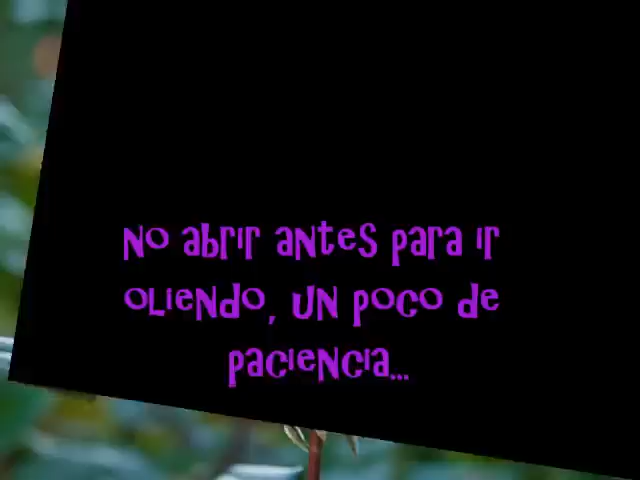 No abrir antes para ir
oliendo, un poco de
paciencia...